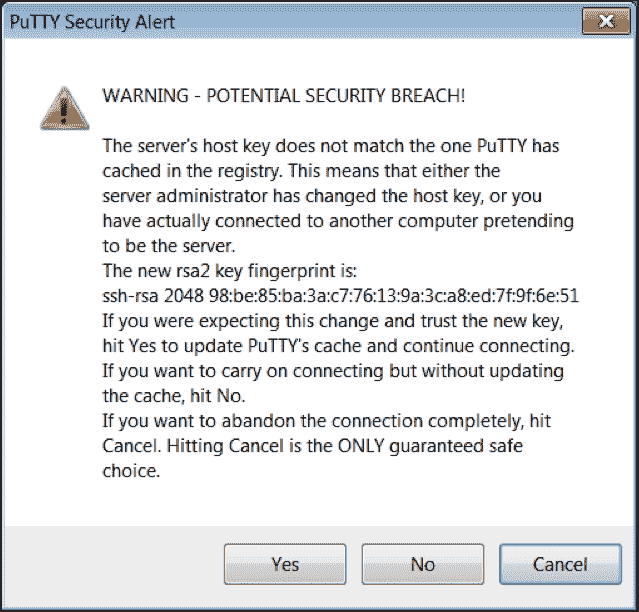 PuTTY Security Alert
WARNING - POTENTIAL SECURITY BREACH!
The server's host key does not match the one PuTTY has
cached in the registry. This means that either the
server administrator has changed the host key, or you
have actually connected to another computer pretending
to be the server.
The new rsa2 key fingerprint is:
ssh-rsa 2048 98:be:85:ba:3a:c7:76:13:9a:3c:a8:ed:7f:9f:6e:51
If you were expecting this change and trust the new key,
hit Yes to update PuTTY's cache and continue connecting.
If you want to carry on connecting but without updating
the cache, hit No.
If you want to abandon the connection completely, hit
Cancel. Hitting Cancel is the ONLY guaranteed safe
choice.
Yes No Cancel